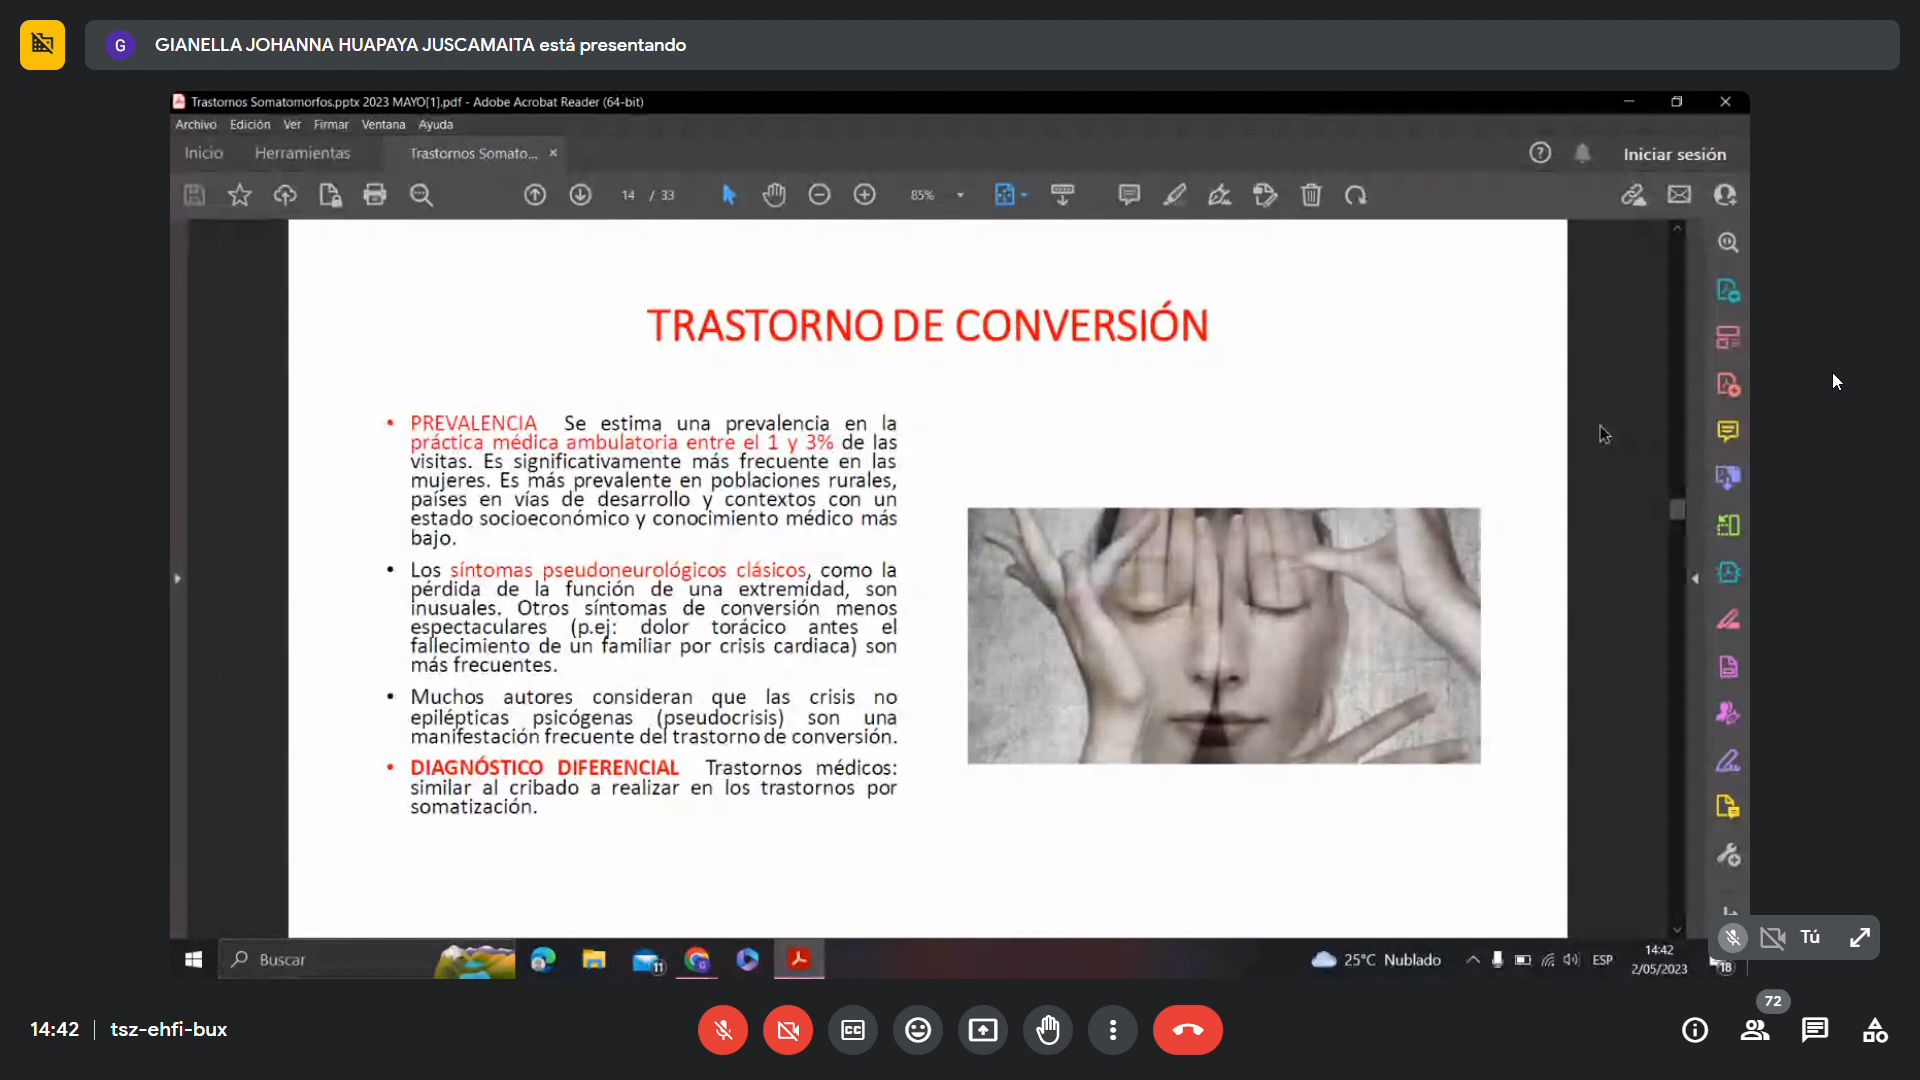 G GIANELLA JOHANNA HUAPAYA JUSCAMAITA está presentando
Trastornos Somatomorfos.pptx 2023 MAYO[1].pdf - Adobe Acrobat Reader (64-bit)
Archivo Edición Ver Firmar Ventana Ayuda
Inicio Herramientas Trastornos Somato... × Iniciar sesión
14 / 33 85%
TRASTORNO DE CONVERSIÓN
• PREVALENCIA Se estima una prevalencia en la
práctica médica ambulatoria entre el 1 y 3% de las
visitas. Es significativamente más frecuente en las
mujeres. Es más prevalente en poblaciones rurales,
países en vías de desarrollo y contextos con un
estado socioeconómico y conocimiento médico más
bajo.
• Los síntomas pseudoneurológicos clásicos, como la
pérdida de la función de una extremidad, son
inusuales. Otros síntomas de conversión menos
espectaculares (p.ej: dolor torácico antes el
fallecimiento de un familiar por crisis cardiaca) son
más frecuentes.
• Muchos autores consideran que las crisis no
epilépticas psicógenas (pseudocrisis) son una
manifestación frecuente del trastorno de conversión.
• DIAGNÓSTICO DIFERENCIAL Trastornos médicos:
similar al cribado a realizar en los trastornos por
somatización.
Tú
Buscar 11 G 25°C Nublado ESP 14:42
2/05/2023 18
72
14:42 | tsz-ehfi-bux CC